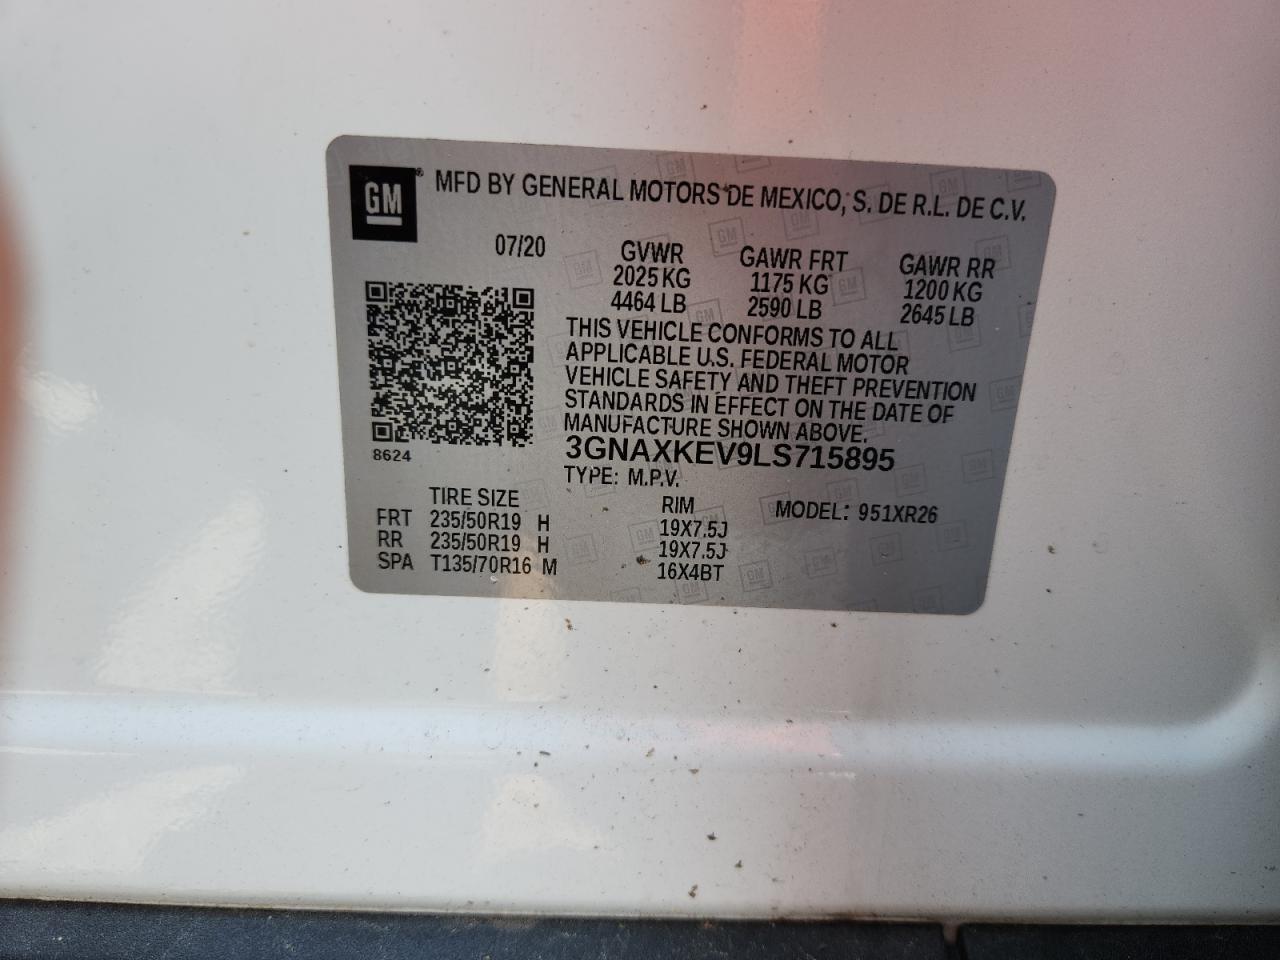 GM® MFD BY GENERAL MOTORS DE MEXICO, S. DE R.L. DE C.V.
07/20 GVWR GAWR FRT GAWR RR
2025 KG 1175 KG 1200 KG
4464 LB 2590 LB 2645 LB
THIS VEHICLE CONFORMS TO ALL
APPLICABLE U.S. FEDERAL MOTOR
VEHICLE SAFETY AND THEFT PREVENTION
STANDARDS IN EFFECT ON THE DATE OF
MANUFACTURE SHOWN ABOVE.
8624 3GNAXKEV9LS715895
TYPE: M.P.V.
TIRE SIZE RIM MODEL: 951XR26
FRT 235/50R19 H 19X7.5J
RR 235/50R19 H 19X7.5J
SPA T135/70R16 M 16X4BT